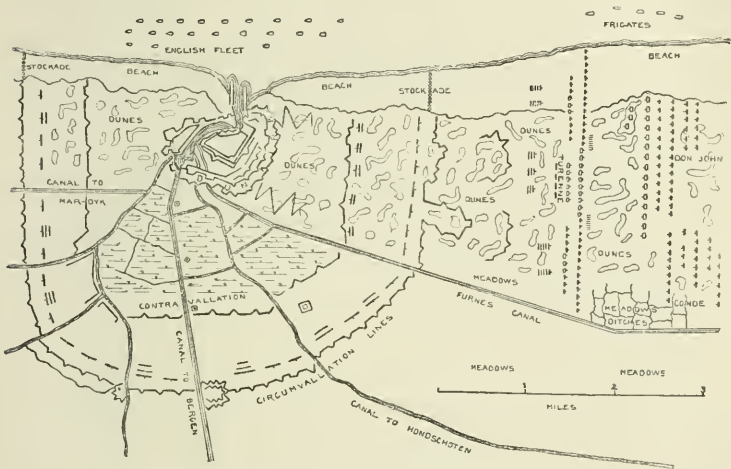 FRIGATES
ENGLISH FLEET
STOCKADE
BEACH
BEACH
STOCKADE
BEACH
DUNES
DUNES
DUNES
DUNES
DUNES
TURENNE
DON JOHN
CANAL TO
MARDYK
MEADOWS
FURNES CANAL
MEADOWS
DITCHES
CONDE
CONTRAVALLATION
CANAL TO BERGEN
CIRCUMVALLATION LINES
CANAL TO HONDSCHOTEN
MEADOWS
MEADOWS
1
2
3
MILES